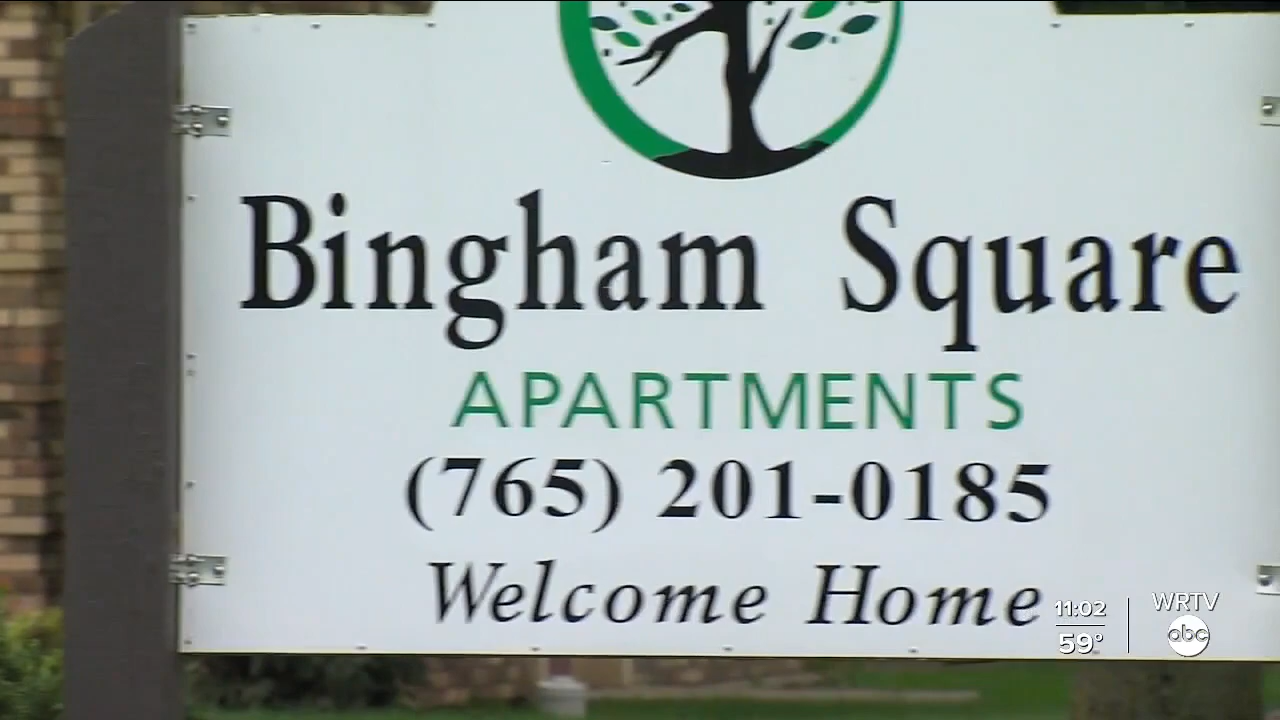 Bingham Square
APARTMENTS
(765) 201-0185
Welcome Home
11:02
59°
WRTV
abc